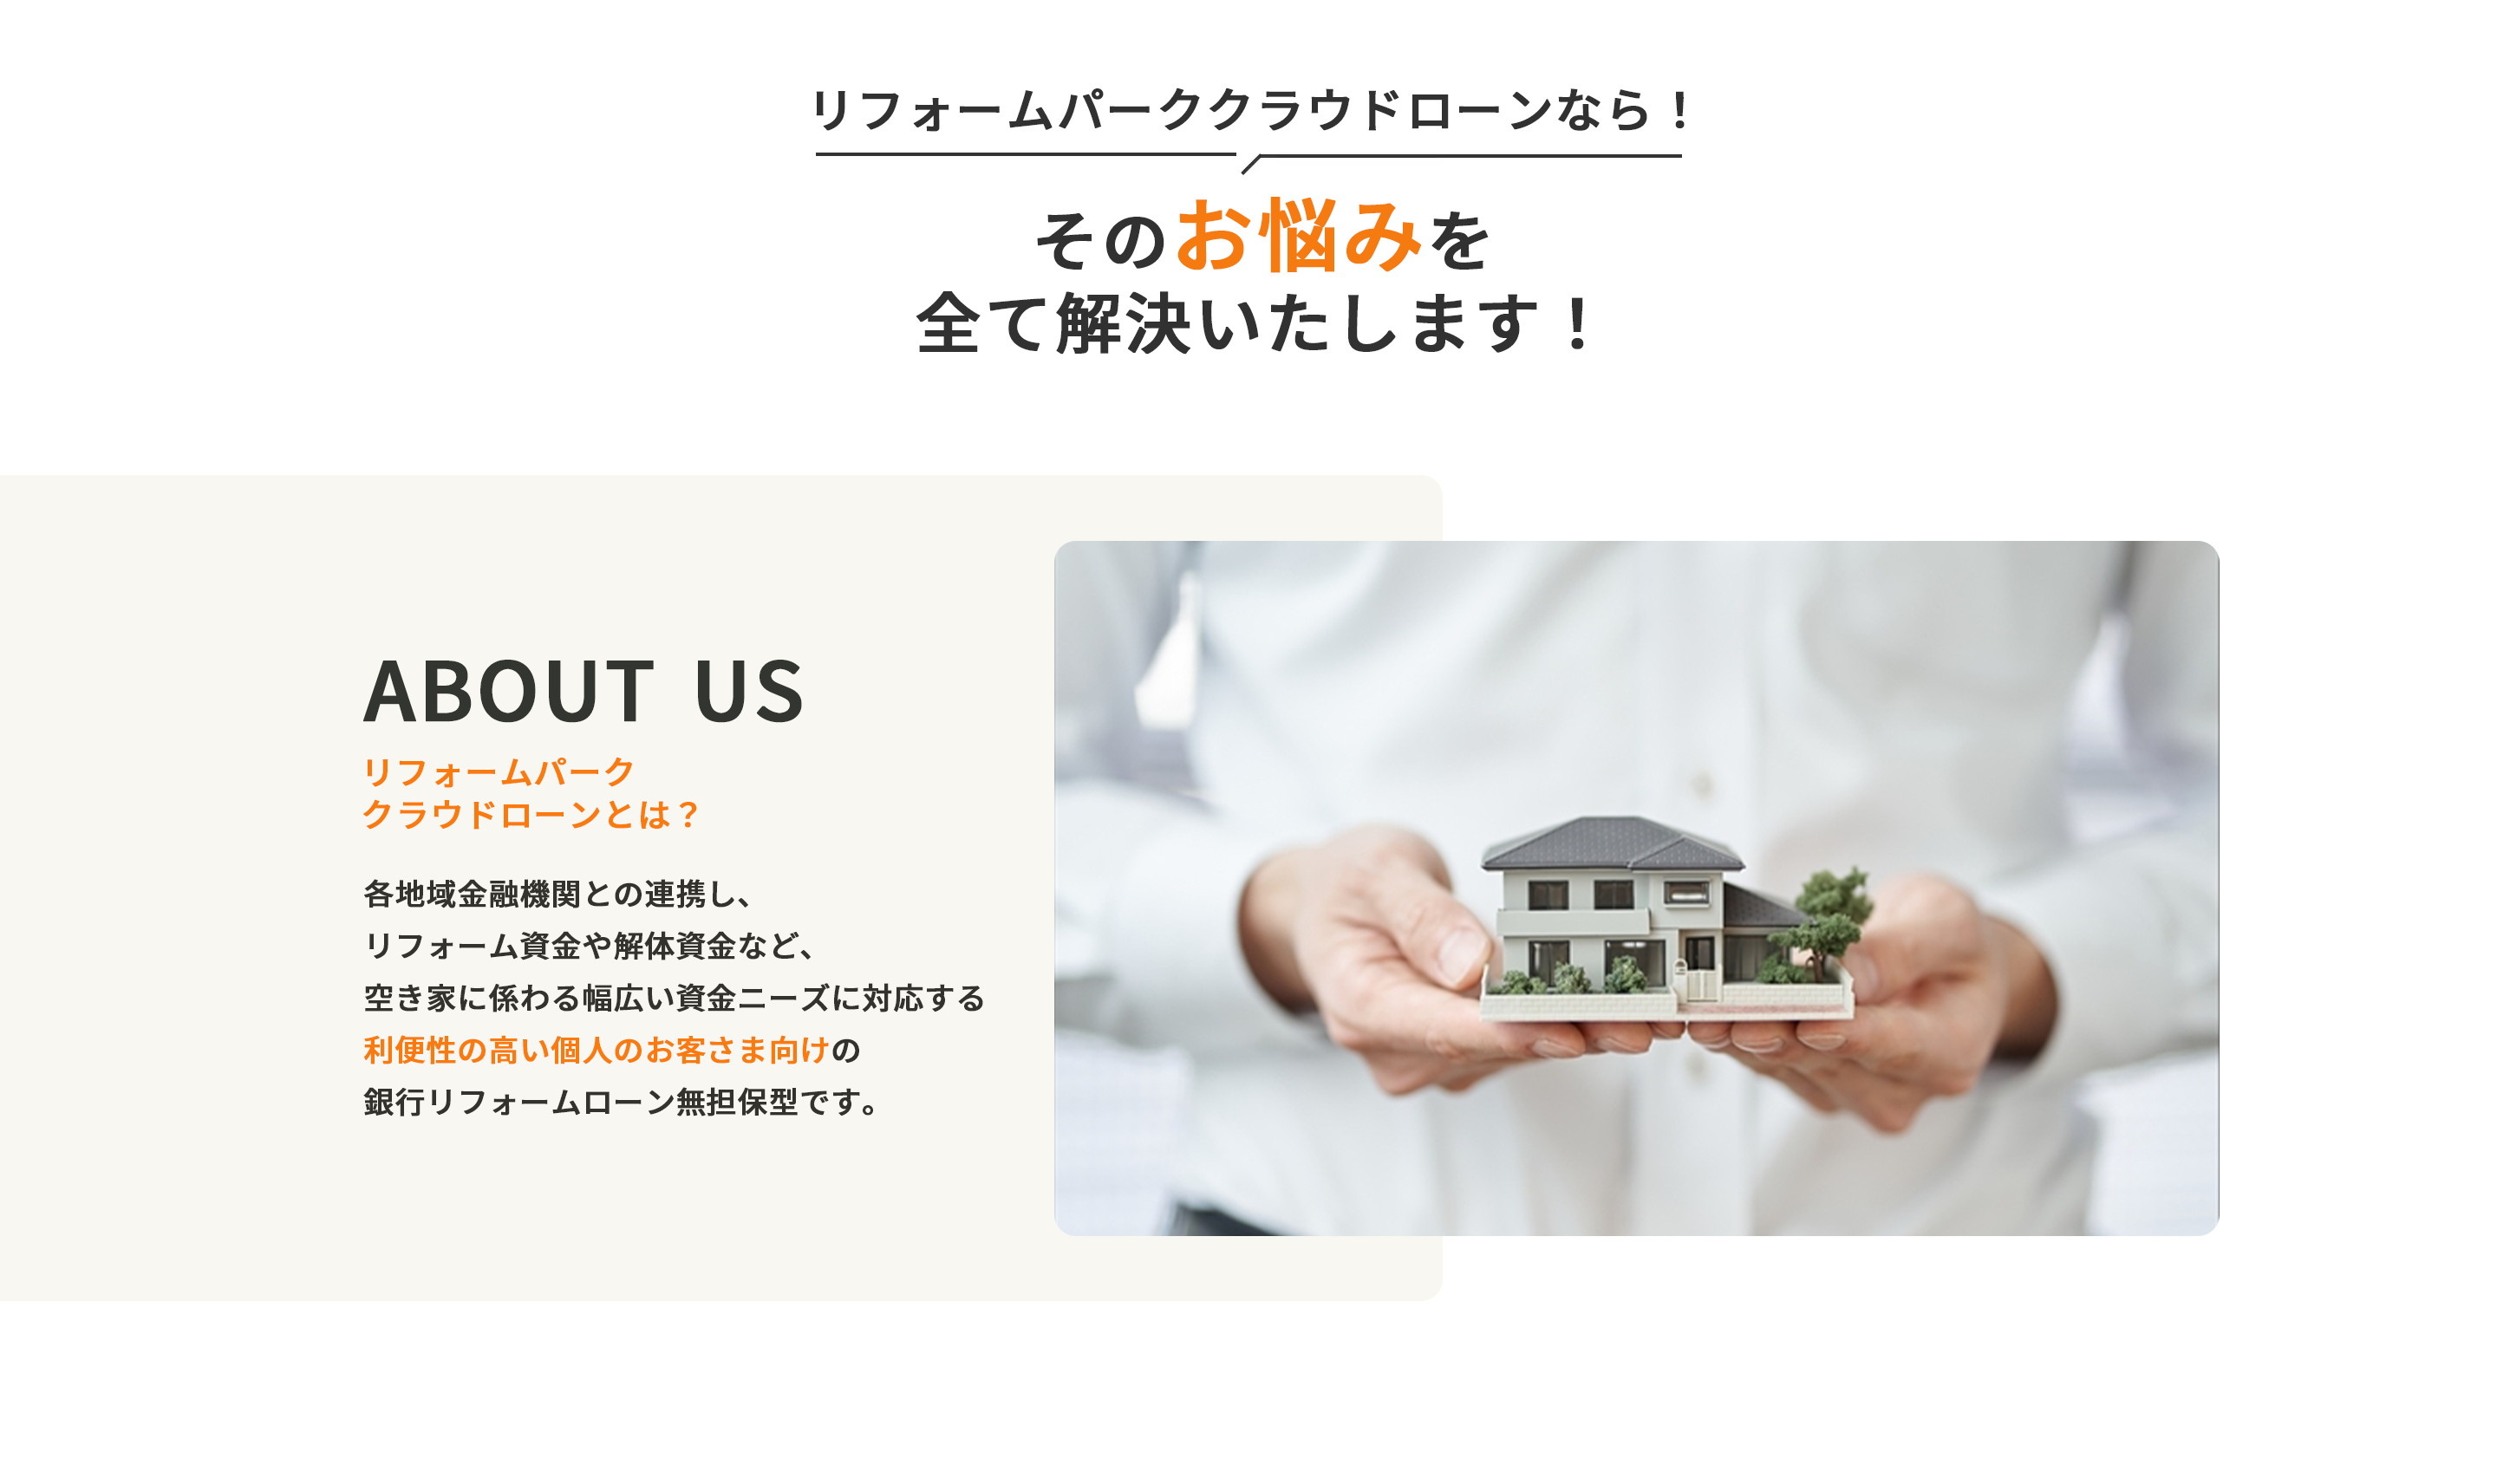 リフォームパーククラウドローンなら！
そのお悩みを
全て解決いたします！
ABOUT US
リフォームパーク
クラウドローンとは？
各地域金融機関との連携し、
リフォーム資金や解体資金など、
空き家に係わる幅広い資金ニーズに対応する
利便性の高い個人のお客さま向けの
銀行リフォームローン無担保型です。